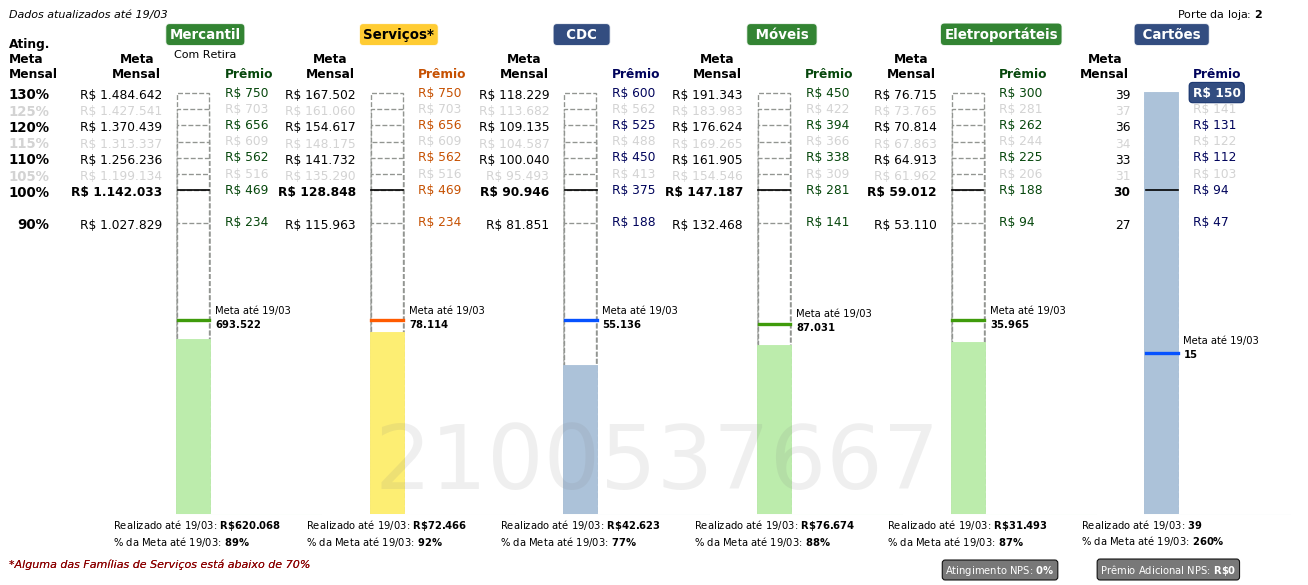 Dados atualizados até 19/03
Porte da loja: 2
Mercantil Serviços* CDC Móveis Eletroportáteis Cartões
Com Retira
Ating. Meta Mensal
Meta Mensal Prêmio Meta Mensal Prêmio Meta Mensal Prêmio Meta Mensal Prêmio Meta Mensal Prêmio Meta Mensal Prêmio
130% R$ 1.484.642 R$ 750 R$ 167.502 R$ 750 R$ 118.229 R$ 600 R$ 191.343 R$ 450 R$ 76.715 R$ 300 39 R$ 150
125% R$ 1.427.541 R$ 703 R$ 161.060 R$ 703 R$ 113.682 R$ 562 R$ 183.983 R$ 422 R$ 73.765 R$ 281 37 R$ 141
120% R$ 1.370.439 R$ 656 R$ 154.617 R$ 656 R$ 109.135 R$ 525 R$ 176.624 R$ 394 R$ 70.814 R$ 262 36 R$ 131
115% R$ 1.313.337 R$ 609 R$ 148.175 R$ 609 R$ 104.587 R$ 488 R$ 169.265 R$ 366 R$ 67.863 R$ 244 34 R$ 122
110% R$ 1.256.236 R$ 562 R$ 141.732 R$ 562 R$ 100.040 R$ 450 R$ 161.905 R$ 338 R$ 64.913 R$ 225 33 R$ 112
105% R$ 1.199.134 R$ 516 R$ 135.290 R$ 516 R$ 95.493 R$ 413 R$ 154.546 R$ 309 R$ 61.962 R$ 206 31 R$ 103
100% R$ 1.142.033 R$ 469 R$ 128.848 R$ 469 R$ 90.946 R$ 375 R$ 147.187 R$ 281 R$ 59.012 R$ 188 30 R$ 94
90% R$ 1.027.829 R$ 234 R$ 115.963 R$ 234 R$ 81.851 R$ 188 R$ 132.468 R$ 141 R$ 53.110 R$ 94 27 R$ 47
Meta até 19/03 Meta até 19/03 Meta até 19/03 Meta até 19/03 Meta até 19/03 Meta até 19/03
693.522 78.114 55.136 87.031 35.965 15
2100537667
Realizado até 19/03: R$620.068 Realizado até 19/03: R$72.466 Realizado até 19/03: R$42.623 Realizado até 19/03: R$76.674 Realizado até 19/03: R$31.493 Realizado até 19/03: 39
% da Meta até 19/03: 89% % da Meta até 19/03: 92% % da Meta até 19/03: 77% % da Meta até 19/03: 88% % da Meta até 19/03: 87% % da Meta até 19/03: 260%
*Alguma das Famílias de Serviços está abaixo de 70%
Atingimento NPS: 0% Prêmio Adicional NPS: R$0